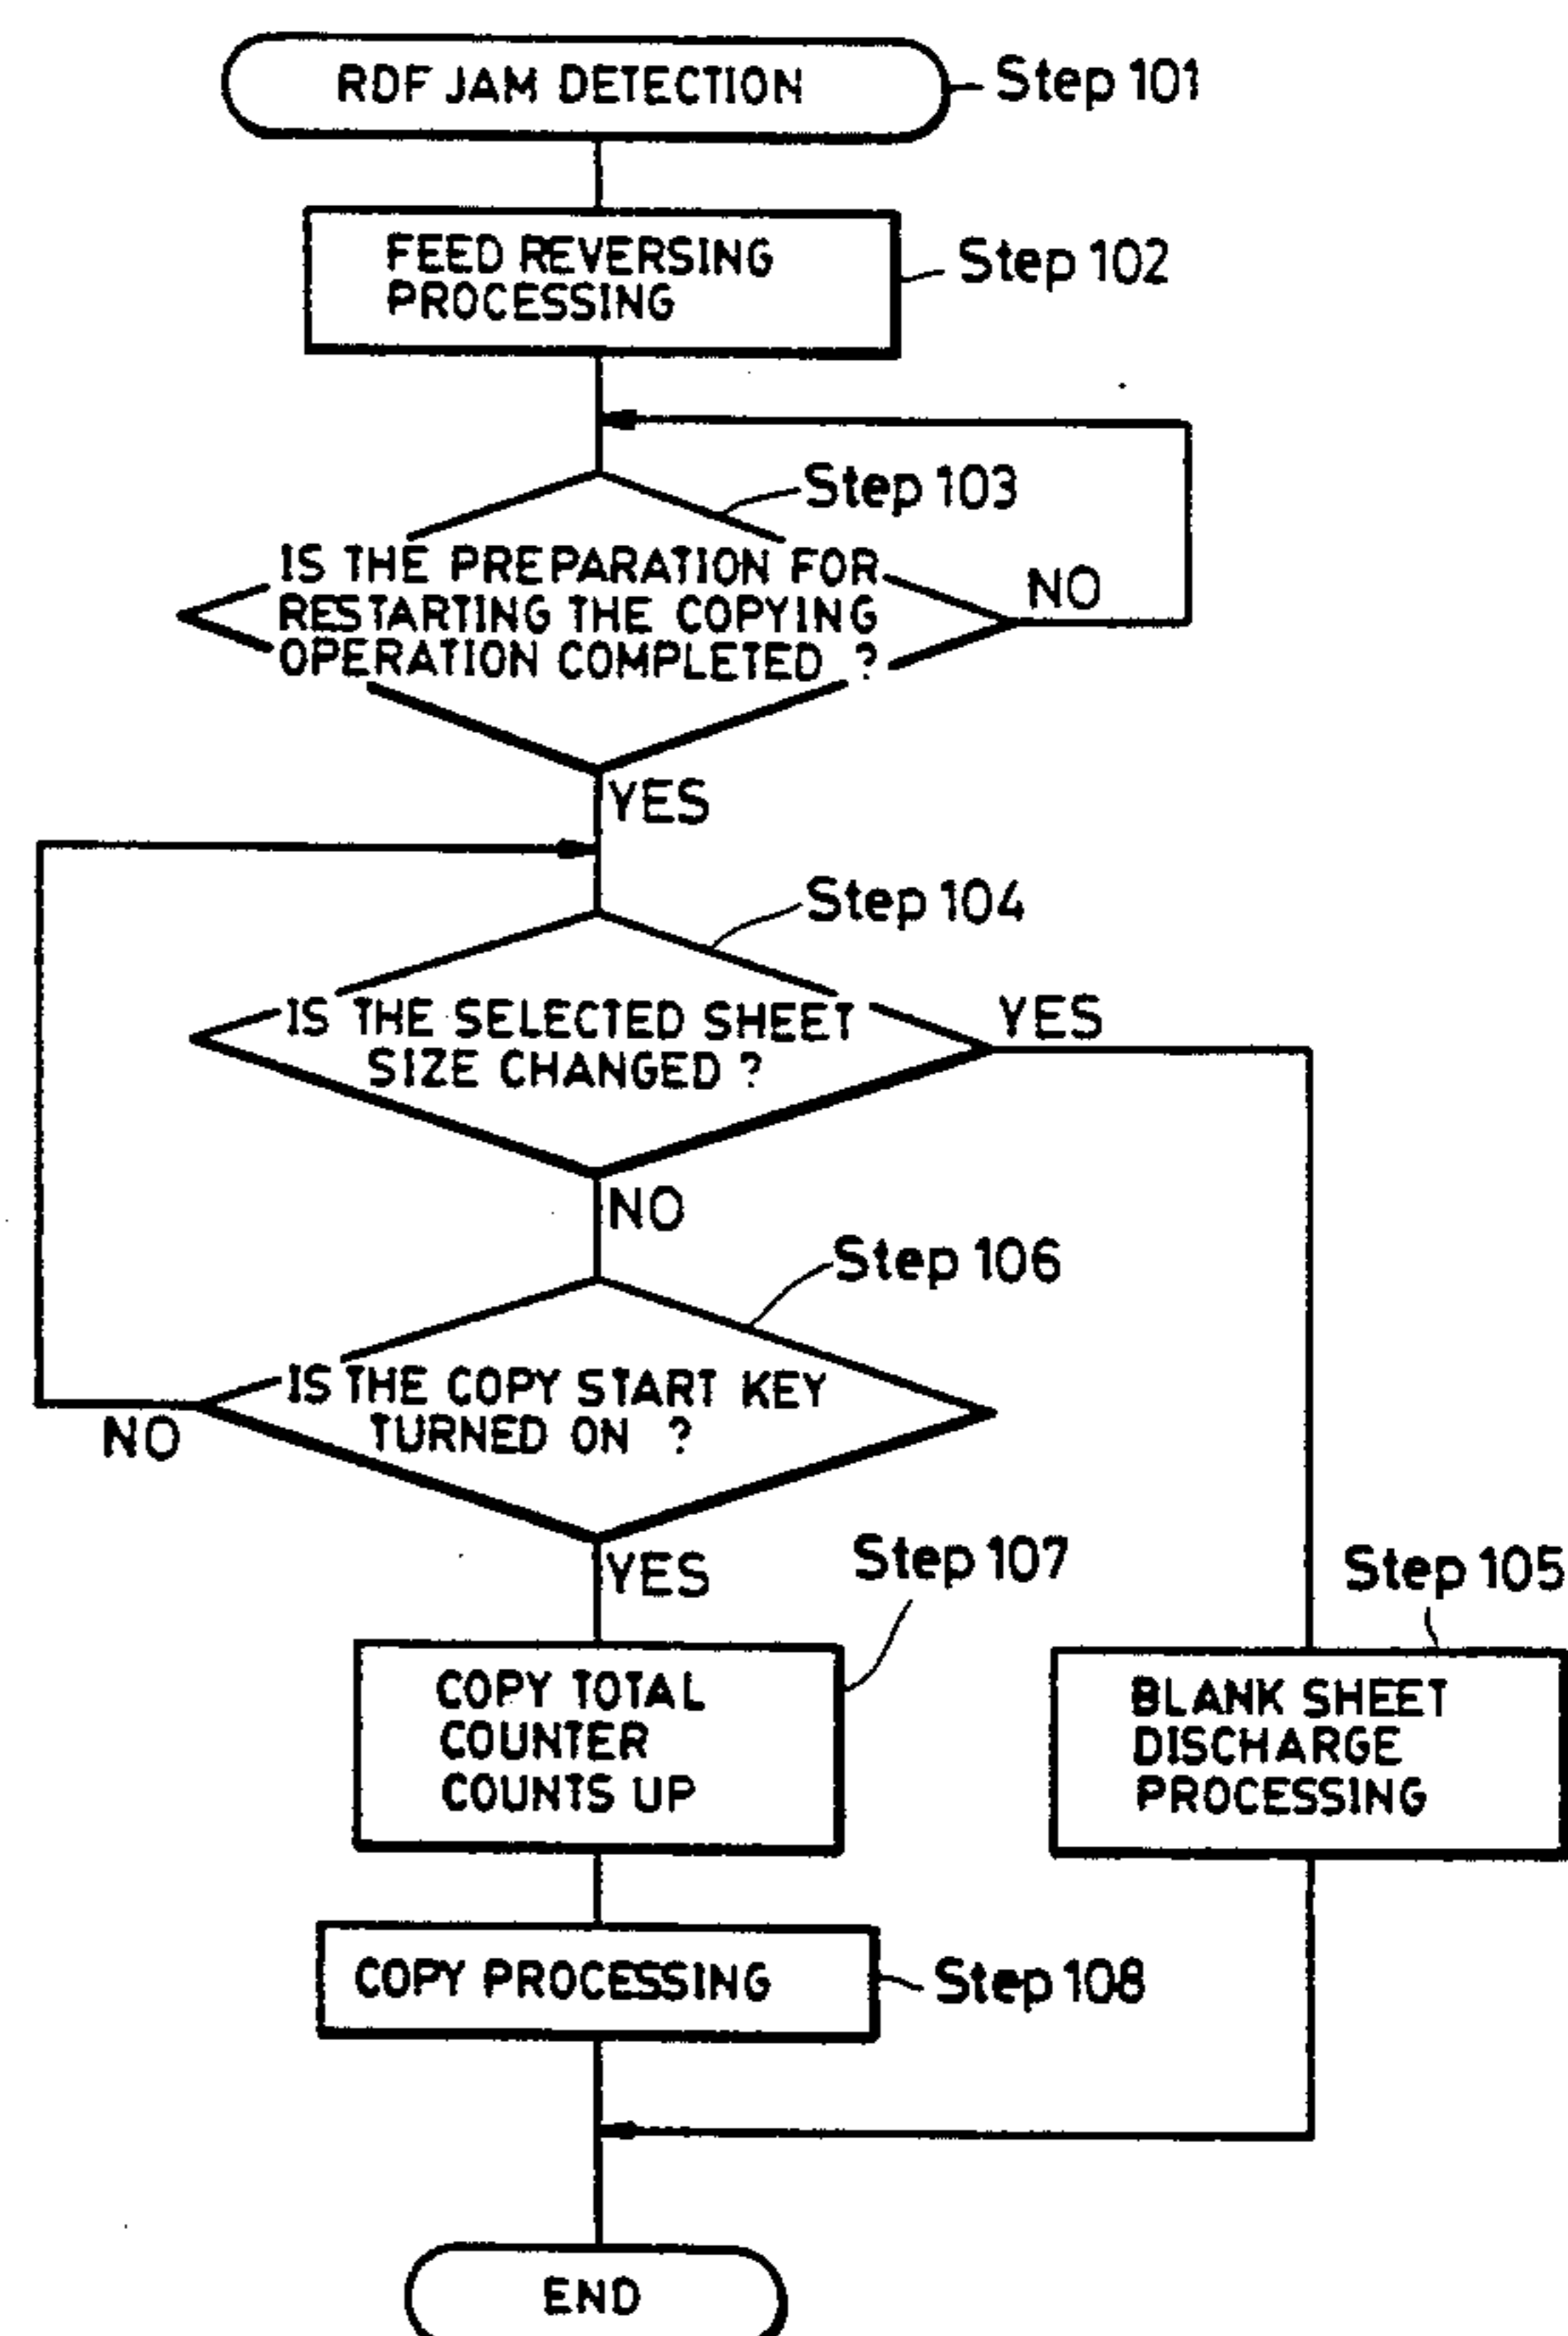 RDF JAM DETECTION
Step 101
FEED REVERSING
PROCESSING
Step 102
Step 103
IS THE PREPARATION FOR
RESTARTING THE COPYING
OPERATION COMPLETED ?
NO
YES
Step 104
IS THE SELECTED SHEET
SIZE CHANGED ?
YES
NO
Step 106
IS THE COPY START KEY
TURNED ON ?
NO
YES
Step 107
COPY TOTAL
COUNTER
COUNTS UP
Step 105
BLANK SHEET
DISCHARGE
PROCESSING
COPY PROCESSING
Step 108
END